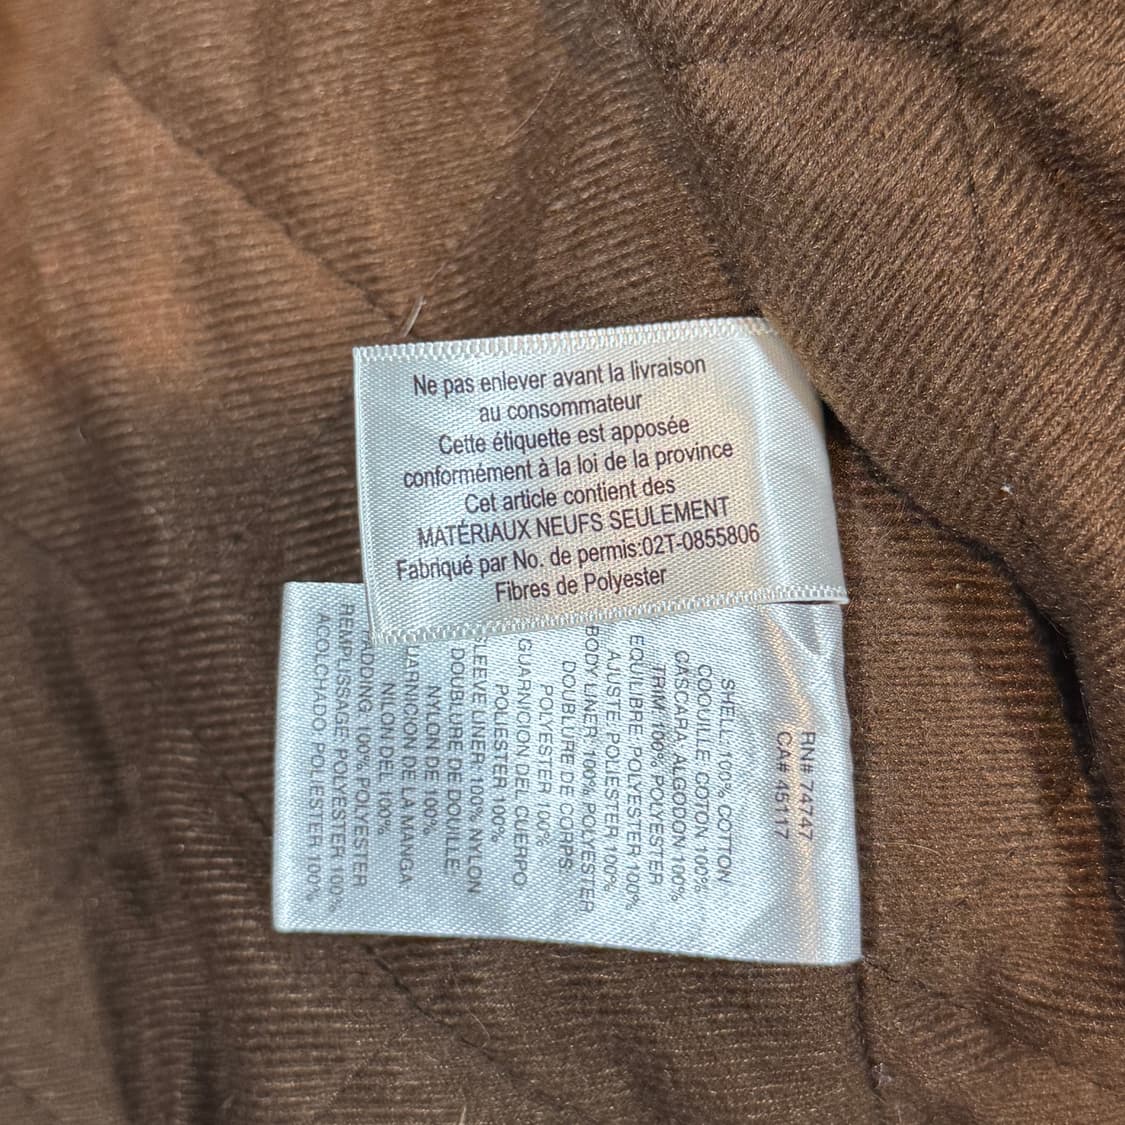 Ne pas enlever avant la livraison
au consommateur
Cette étiquette est apposée
conformément à la loi de la province
Cet article contient des
MATÉRIAUX NEUFS SEULEMENT
Fabriqué par No. de permis:02T-0855806
Fibres de Polyester
RN# 74747
CA# 45117
SHELL 100% COTTON
COQUILLE COTON 100%
CASCARA ALGODON 100%
TRIM 100% POLYESTER
EQUILIBRE POLYESTER 100%
AJUSTE POLIESTER 100%
BODY LINER 100% POLYESTER
DOUBLURE DE CORPS:
POLYESTER 100%
GUARNICION DEL CUERPO
POLIESTER 100%
LEEVE LINER 100% NYLON
DOUBLURE DE DOUILLE:
NYLON DE 100%
UARNICION DE LA MANGA
NILON DEL 100%
ADDING: 100% POLYESTER
REMPLISSAGE POLYESTER 100%
ACOLCHADO POLIESTER 100%